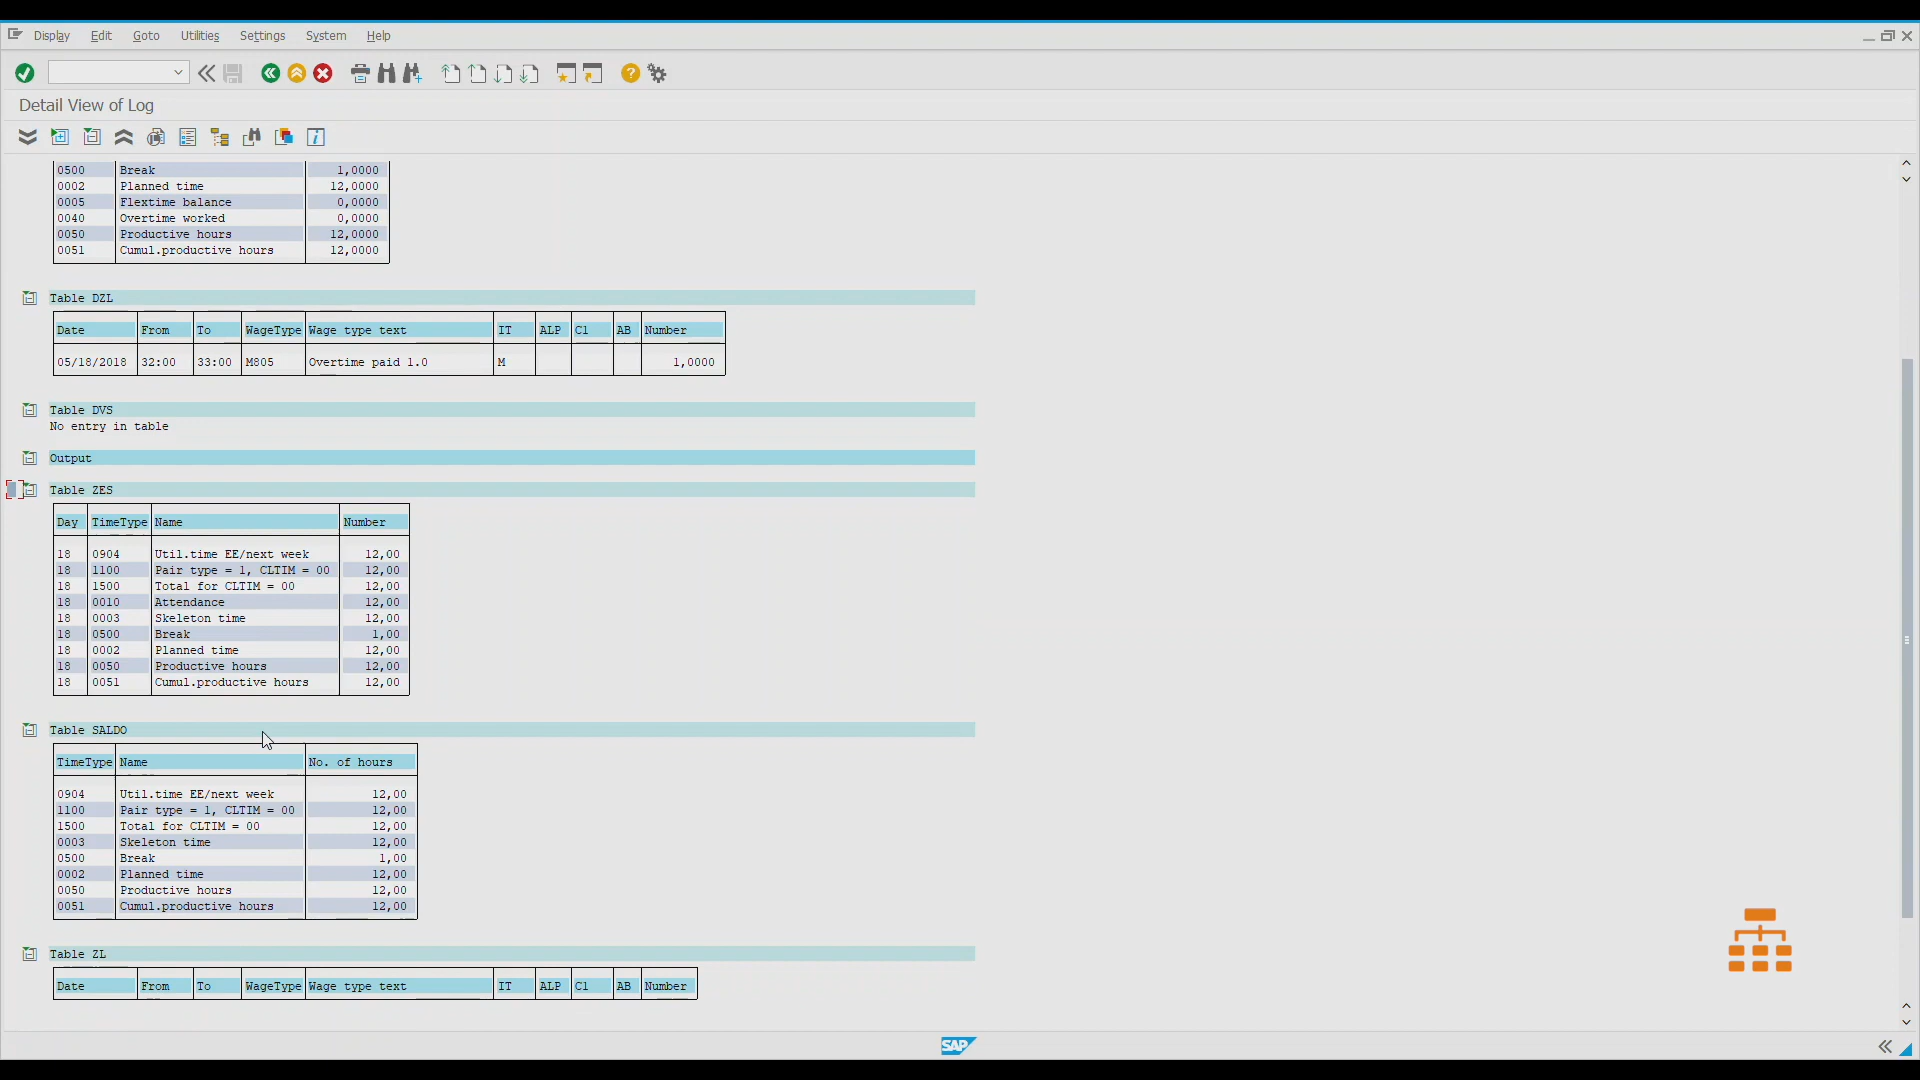 Display Edit Goto Utilities Settings System Help
Detail View of Log
0500 Break 1,0000
0002 Planned time 12,0000
0005 Flextime balance 0,0000
0040 Overtime worked 0,0000
0050 Productive hours 12,0000
0051 Cumul.productive hours 12,0000
Table DZL
Date From To WageType Wage type text IT ALP C1 AB Number
05/18/2018 32:00 33:00 M805 Overtime paid 1.0 M 1,0000
Table DVS
No entry in table
Output
Table ZES
Day TimeType Name Number
18 0904 Util.time EE/next week 12,00
18 1100 Pair type = 1, CLTIM = 00 12,00
18 1500 Total for CLTIM = 00 12,00
18 0010 Attendance 12,00
18 0003 Skeleton time 12,00
18 0500 Break 1,00
18 0002 Planned time 12,00
18 0050 Productive hours 12,00
18 0051 Cumul.productive hours 12,00
Table SALDO
TimeType Name No. of hours
0904 Util.time EE/next week 12,00
1100 Pair type = 1, CLTIM = 00 12,00
1500 Total for CLTIM = 00 12,00
0003 Skeleton time 12,00
0500 Break 1,00
0002 Planned time 12,00
0050 Productive hours 12,00
0051 Cumul.productive hours 12,00
Table ZL
Date From To WageType Wage type text IT ALP C1 AB Number
SAP